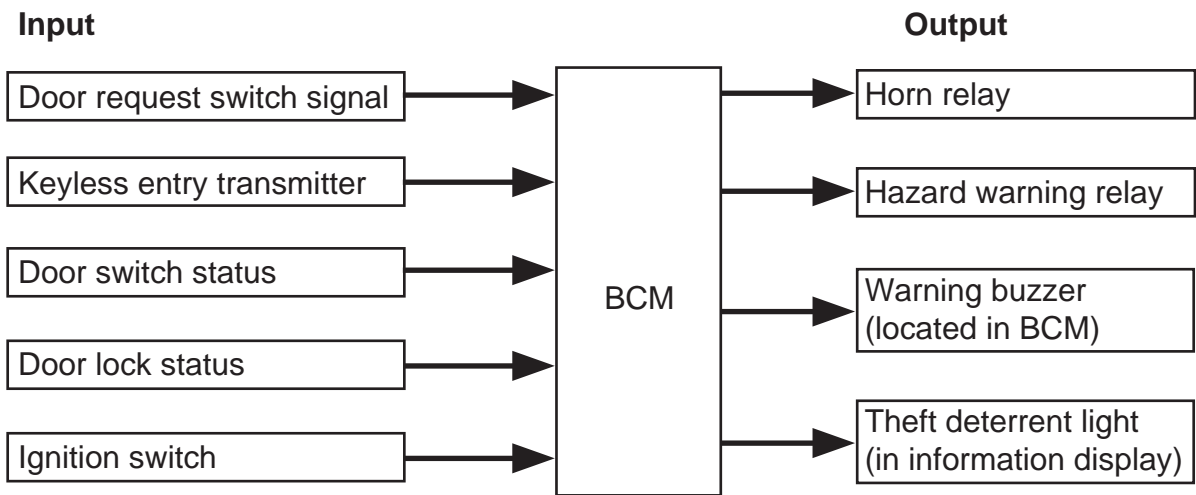 Input
Output
Door request switch signal
Keyless entry transmitter
Door switch status
Door lock status
Ignition switch
BCM
Horn relay
Hazard warning relay
Warning buzzer
(located in BCM)
Theft deterrent light
(in information display)